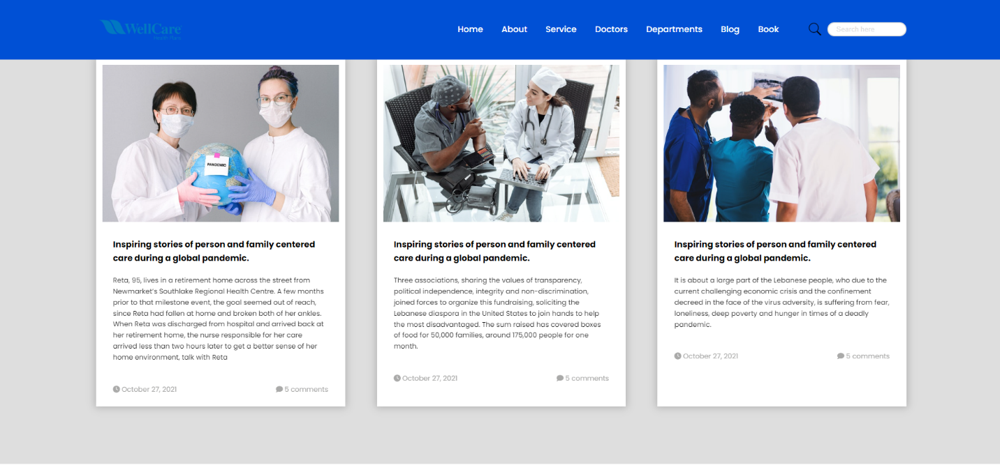 WellCare
Health Plans
Home About Service Doctors Departments Blog Book
Search here
PANDEMIC
Inspiring stories of person and family centered
care during a global pandemic.
Reta, 95, lives in a retirement home across the street from
Newmarket's Southlake Regional Health Centre. A few months
prior to that milestone event, the goal seemed out of reach,
since Reta had fallen at home and broken both of her ankles.
When Reta was discharged from hospital and arrived back at
her retirement home, the nurse responsible for her care
arrived less than two hours later to get a better sense of her
home environment, talk with Reta
October 27, 2021 5 comments
Inspiring stories of person and family centered
care during a global pandemic.
Three associations, sharing the values of transparency,
political independence, integrity and non-discrimination,
joined forces to organize this fundraising, soliciting the
Lebanese diaspora in the United States to join hands to help
the most disadvantaged. The sum raised has covered boxes
of food for 50,000 families, around 175,000 people for one
month.
October 27, 2021 5 comments
Inspiring stories of person and family centered
care during a global pandemic.
It is about a large part of the Lebanese people, who due to the
current challenging economic crisis and the confinement
decreed in the face of the virus adversity, is suffering from fear,
loneliness, deep poverty and hunger in times of a deadly
pandemic.
October 27, 2021 5 comments